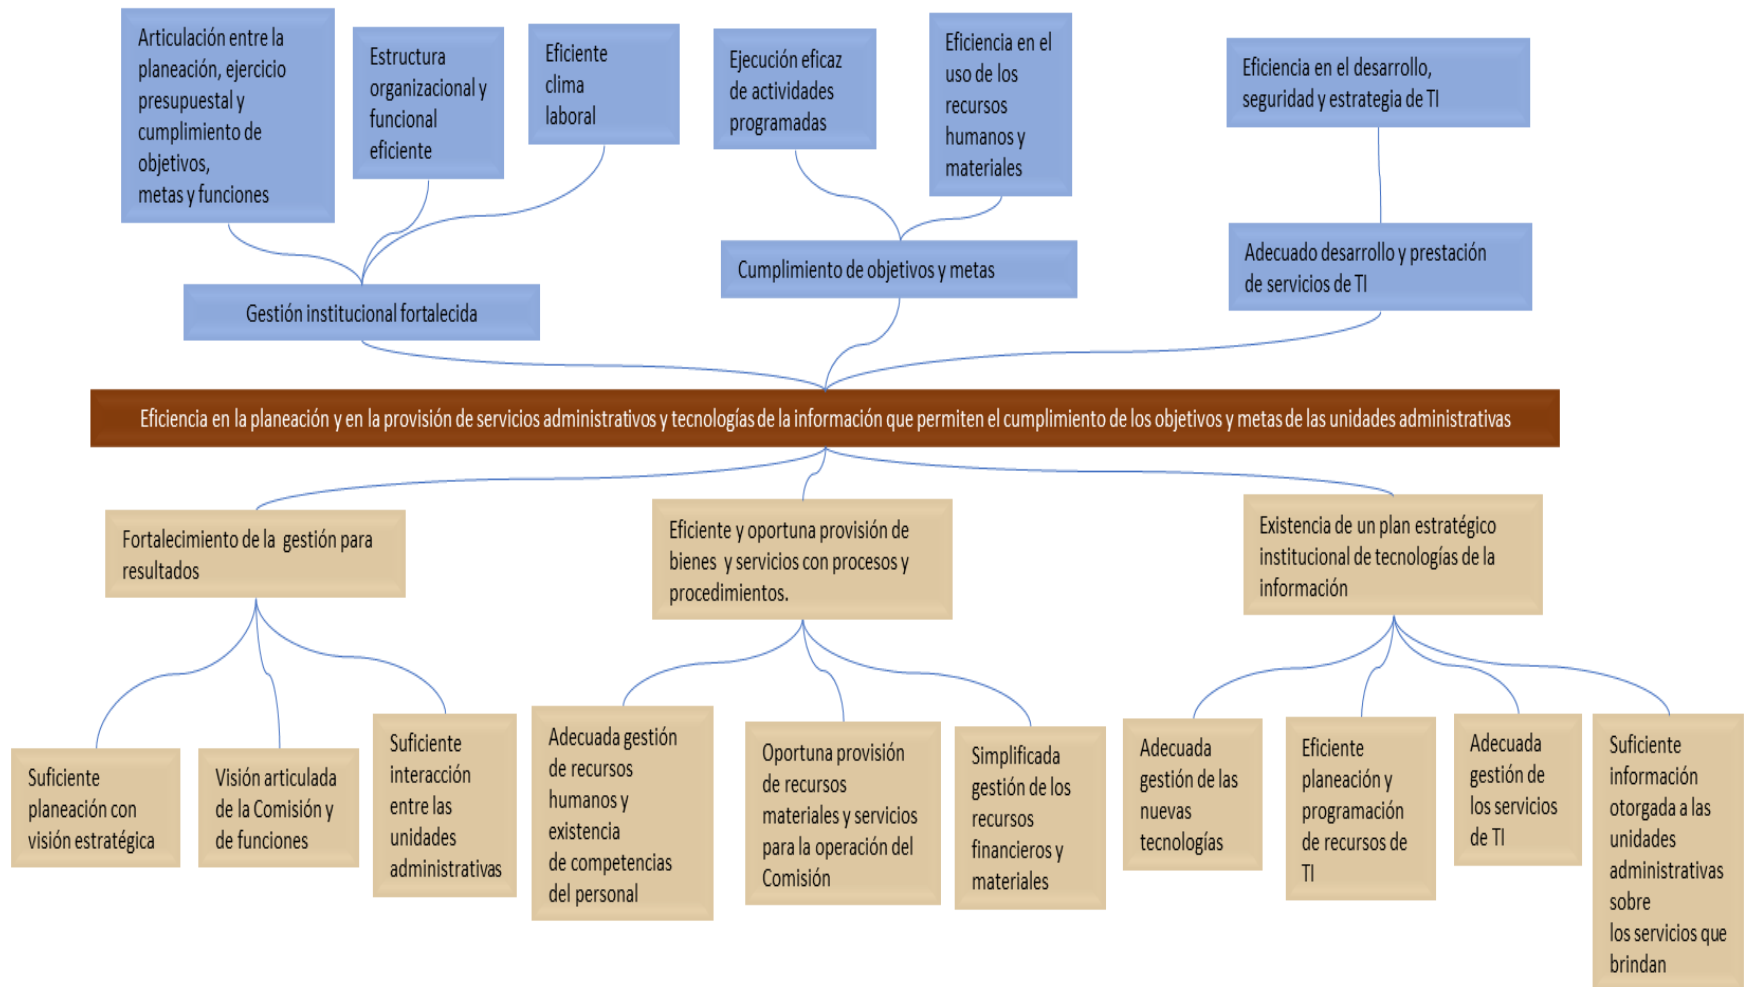 Articulación entre la
planeación, ejercicio
presupuestal y
cumplimiento de
objetivos,
metas y funciones
Estructura
organizacional y
funcional
eficiente
Eficiente
clima
laboral
Ejecución eficaz
de actividades
programadas
Eficiencia en el
uso de los
recursos
humanos y
materiales
Eficiencia en el desarrollo,
seguridad y estrategia de TI
Gestión institucional fortalecida
Cumplimiento de objetivos y metas
Adecuado desarrollo y prestación
de servicios de TI
Eficiencia en la planeación y en la provisión de servicios administrativos y tecnologías de la información que permiten el cumplimiento de los objetivos y metas de las unidades administrativas
Fortalecimiento de la gestión para
resultados
Eficiente y oportuna provisión de
bienes y servicios con procesos y
procedimientos.
Existencia de un plan estratégico
institucional de tecnologías de la
información
Suficiente
planeación con
visión estratégica
Visión articulada
de la Comisión y
de funciones
Suficiente
interacción
entre las
unidades
administrativas
Adecuada gestión
de recursos
humanos y
existencia
de competencias
del personal
Oportuna provisión
de recursos
materiales y servicios
para la operación del
Comisión
Simplificada
gestión de los
recursos
financieros y
materiales
Adecuada
gestión de las
nuevas
tecnologías
Eficiente
planeación y
programación
de recursos de
TI
Adecuada
gestión de
los servicios
de TI
Suficiente
información
otorgada a las
unidades
administrativas
sobre
los servicios que
brindan